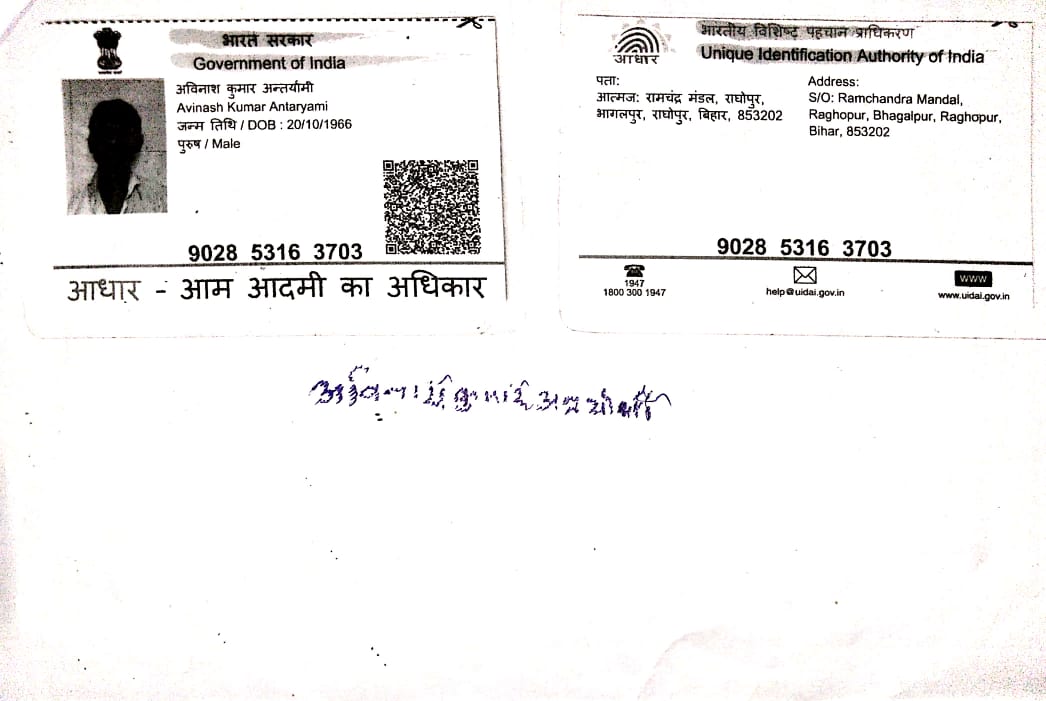 भारत सरकार
Government of India
अविनाश कुमार अन्तर्यामी
Avinash Kumar Antaryami
जन्म तिथि / DOB : 20/10/1966
पुरुष / Male
9028 5316 3703
आधार - आम आदमी का अधिकार
भारतीय विशिष्ट पहचान प्राधिकरण
Unique Identification Authority of India
आधार
पता:
आत्मज: रामचंद्र मंडल, राघोपुर,
भागलपुर, राघोपुर, बिहार, 853202
Address:
S/O: Ramchandra Mandal,
Raghopur, Bhagalpur, Raghopur,
Bihar, 853202
9028 5316 3703
1947
1800 300 1947
help@uidai.gov.in
www
www.uidai.gov.in